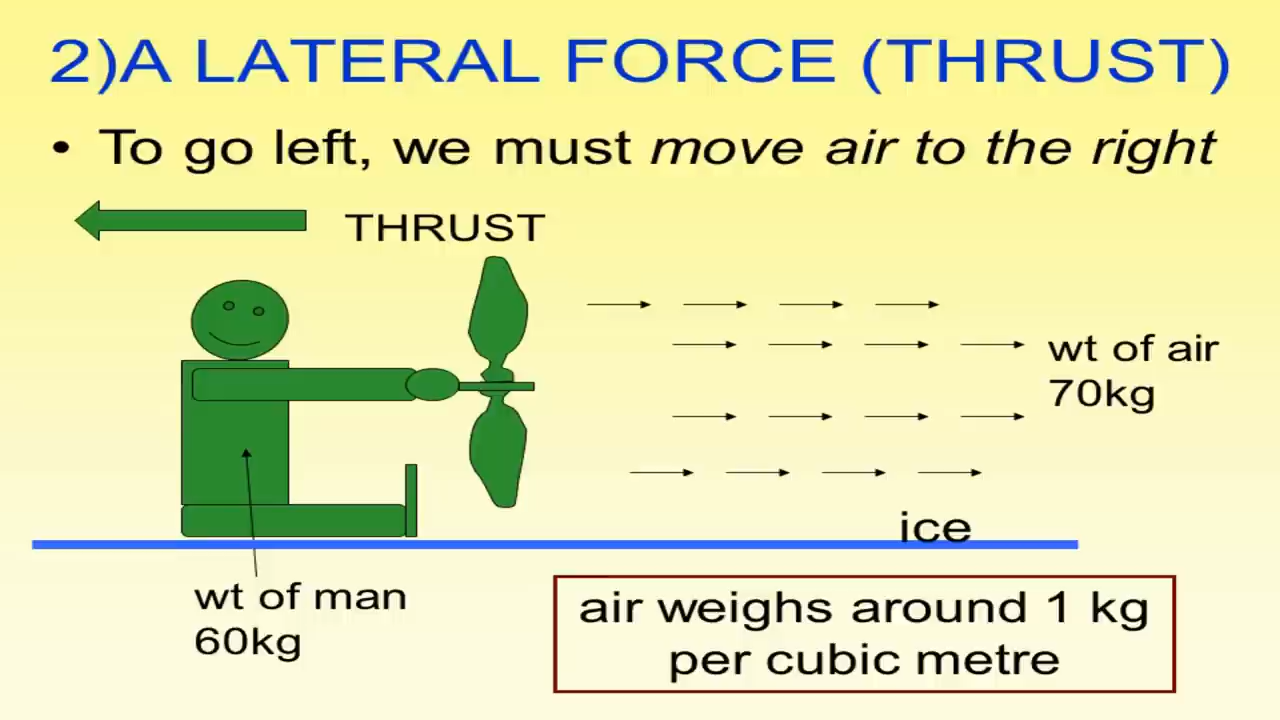 2)A LATERAL FORCE (THRUST)
• To go left, we must move air to the right
THRUST
wt of air
70kg
ice
wt of man
60kg
air weighs around 1 kg
per cubic metre